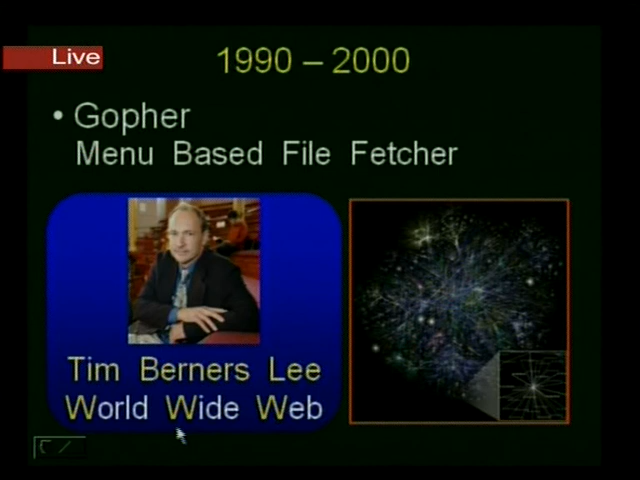 Live
1990 – 2000
• Gopher
Menu Based File Fetcher
Tim Berners Lee
World Wide Web